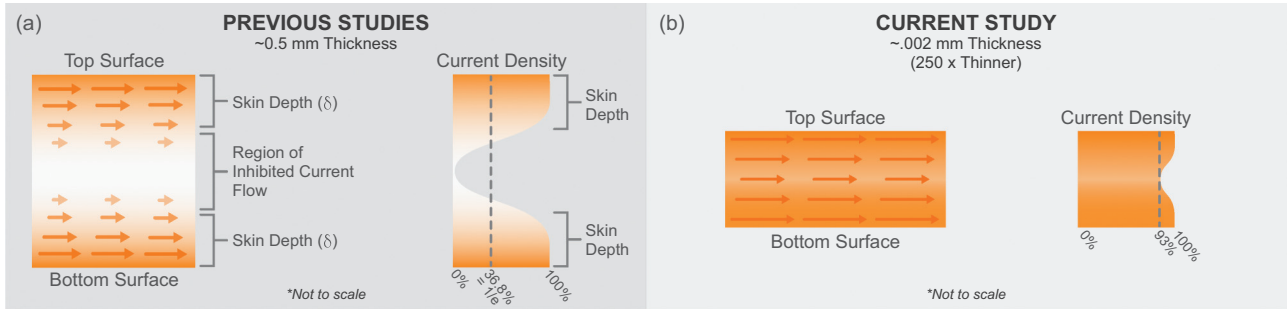 (a)
PREVIOUS STUDIES
~0.5 mm Thickness
Top Surface
Skin Depth (δ)
Region of
Inhibited Current
Flow
Skin Depth (δ)
Bottom Surface
Current Density
Skin
Depth
Skin
Depth
0%
36.8%
= 1/e
100%
*Not to scale
(b)
CURRENT STUDY
~.002 mm Thickness
(250 x Thinner)
Top Surface
Bottom Surface
Current Density
0%
93%
100%
*Not to scale